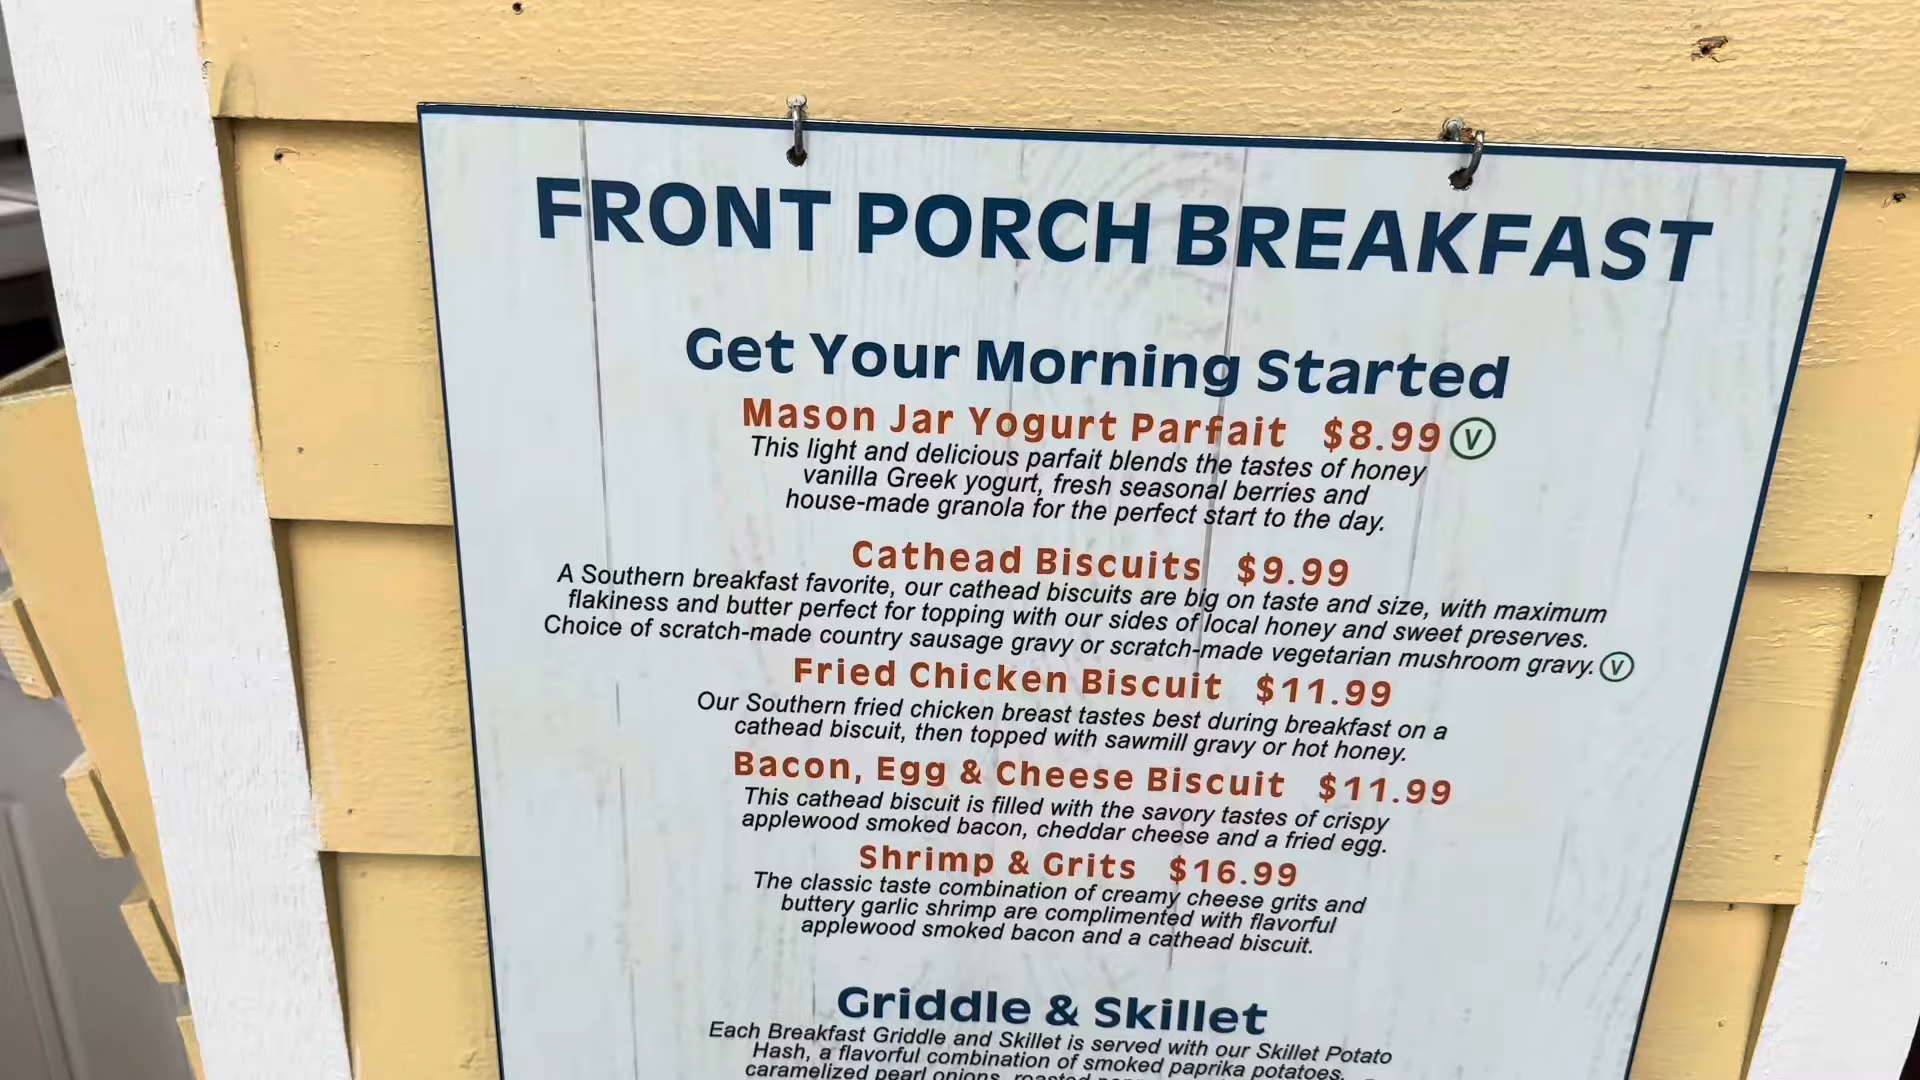 FRONT PORCH BREAKFAST
Get Your Morning Started
Mason Jar Yogurt Parfait $8.99 V
This light and delicious parfait blends the tastes of honey
vanilla Greek yogurt, fresh seasonal berries and
house-made granola for the perfect start to the day.
Cathead Biscuits $9.99
A Southern breakfast favorite, our cathead biscuits are big on taste and size, with maximum
flakiness and butter perfect for topping with our sides of local honey and sweet preserves.
Choice of scratch-made country sausage gravy or scratch-made vegetarian mushroom gravy. V
Fried Chicken Biscuit $11.99
Our Southern fried chicken breast tastes best during breakfast on a
cathead biscuit, then topped with sawmill gravy or hot honey.
Bacon, Egg & Cheese Biscuit $11.99
This cathead biscuit is filled with the savory tastes of crispy
applewood smoked bacon, cheddar cheese and a fried egg.
Shrimp & Grits $16.99
The classic taste combination of creamy cheese grits and
buttery garlic shrimp are complimented with flavorful
applewood smoked bacon and a cathead biscuit.
Griddle & Skillet
Each Breakfast Griddle and Skillet is served with our Skillet Potato
Hash, a flavorful combination of smoked paprika potatoes,
caramelized pearl onions, roasted